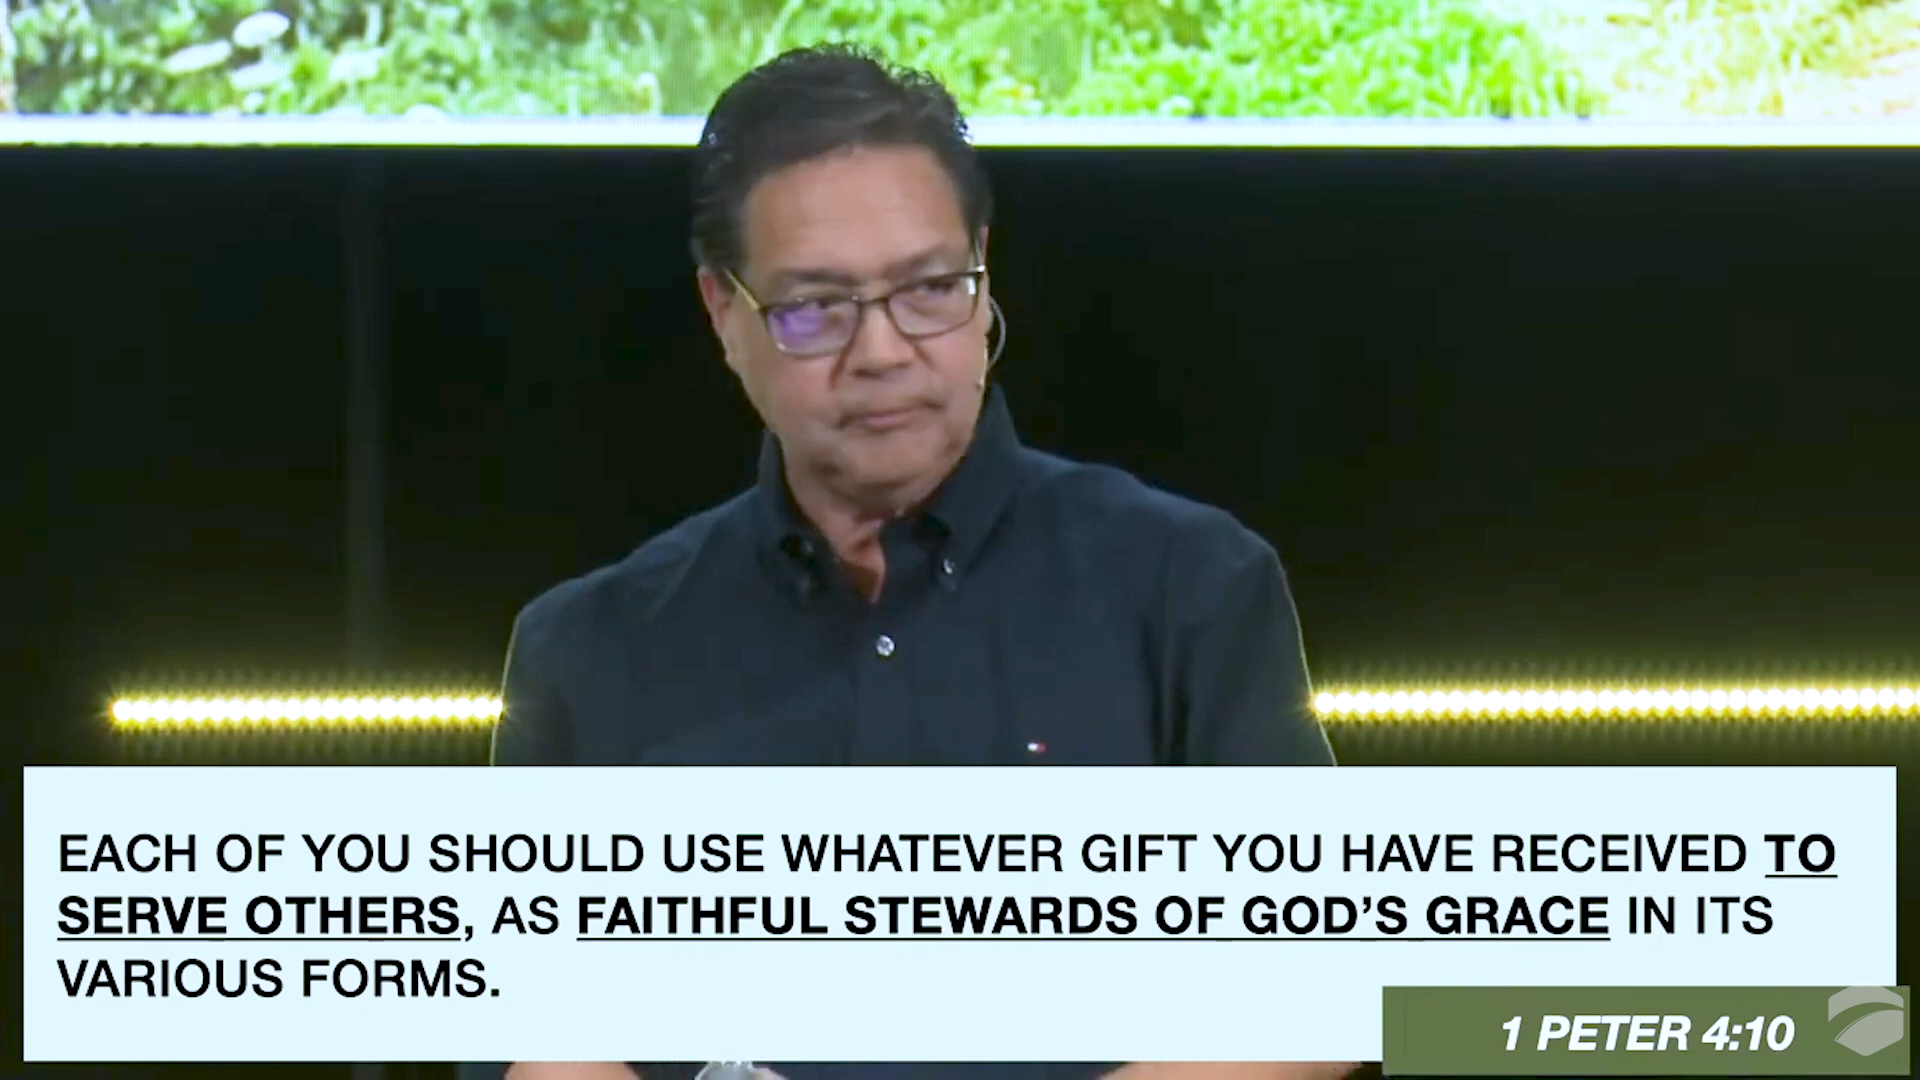 EACH OF YOU SHOULD USE WHATEVER GIFT YOU HAVE RECEIVED TO
SERVE OTHERS, AS FAITHFUL STEWARDS OF GOD’S GRACE IN ITS
VARIOUS FORMS.
1 PETER 4:10